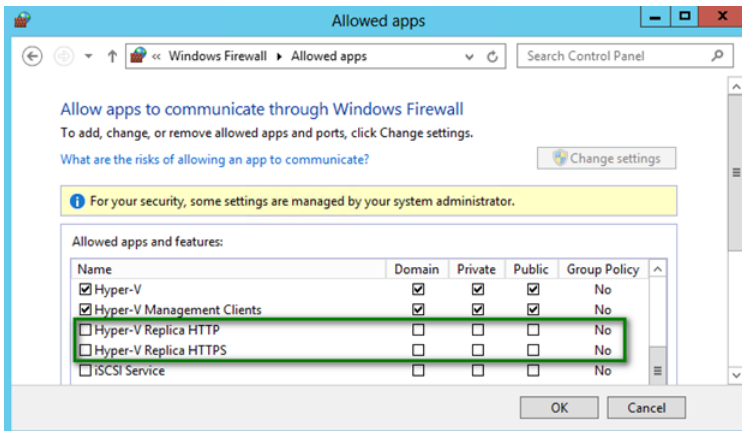 Allowed apps
« Windows Firewall Allowed apps
Search Control Panel
Allow apps to communicate through Windows Firewall
To add, change, or remove allowed apps and ports, click Change settings.
What are the risks of allowing an app to communicate?
Change settings
For your security, some settings are managed by your system administrator.
Allowed apps and features:
Name Domain Private Public Group Policy
Hyper-V No
Hyper-V Management Clients No
Hyper-V Replica HTTP No
Hyper-V Replica HTTPS No
iSCSI Service No
OK Cancel